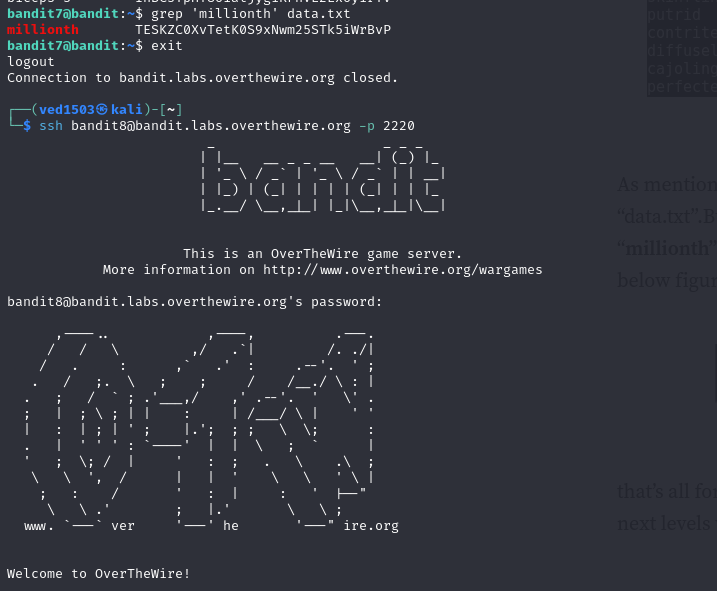 bandit7@bandit:~$ grep 'millionth' data.txt
millionth TESKZC0XvTetK0S9xNwm25STk5iWrBvP
bandit7@bandit:~$ exit
logout
Connection to bandit.labs.overthewire.org closed.
(ved1503㉿kali)-[~]
$ ssh bandit8@bandit.labs.overthewire.org -p 2220
bandit
This is an OverTheWire game server.
More information on http://www.overthewire.org/wargames
bandit8@bandit.labs.overthewire.org's password:
www. ver he ire.org
Welcome to OverTheWire!
putrid
contrite
diffuse
cajoling
perfecte
As mention
"data.txt".B
"millionth"
below figur
that's all fo
next levels